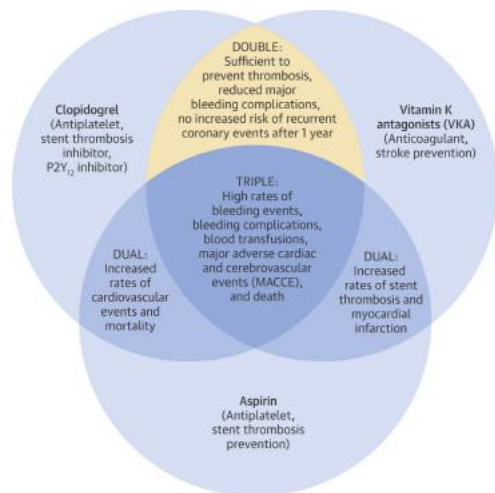 DOUBLE:
Sufficient to
prevent thrombosis,
reduced major
bleeding complications,
no increased risk of recurrent
coronary events after 1 year
Clopidogrel
(Antiplatelet,
stent thrombosis
inhibitor,
P2Y₁₂ inhibitor)
Vitamin K
antagonists (VKA)
(Anticoagulant,
stroke prevention)
TRIPLE:
High rates of
bleeding events,
bleeding complications,
blood transfusions,
major adverse cardiac
and cerebrovascular
events (MACCE),
and death
DUAL:
Increased
rates of
cardiovascular
events and
mortality
DUAL:
Increased
rates of stent
thrombosis and
myocardial
infarction
Aspirin
(Antiplatelet,
stent thrombosis
prevention)